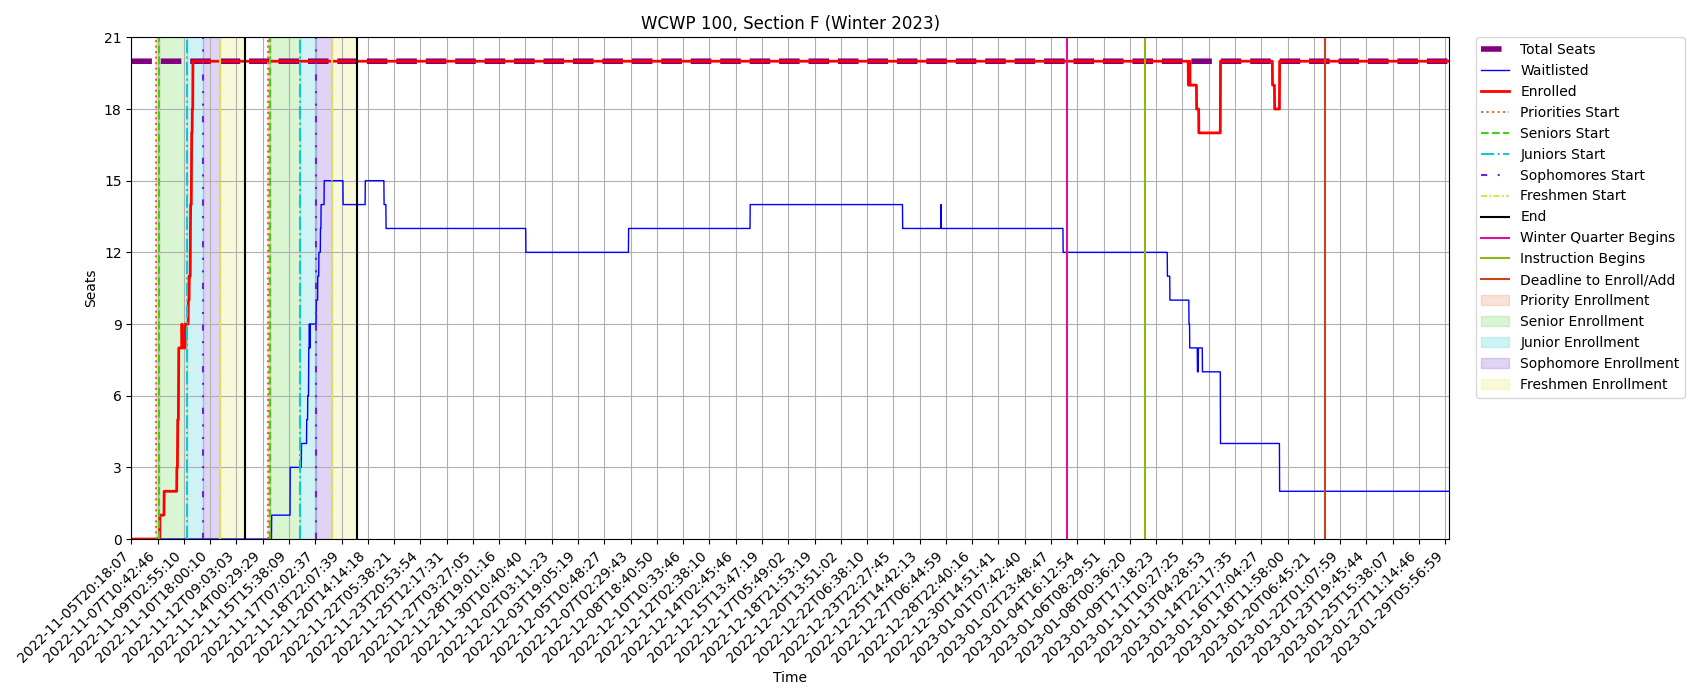 WCWP 100, Section F (Winter 2023)
21
18
15
12
9
6
3
0
Seats
2022-11-05T20:18:07
2022-11-07T10:42:46
2022-11-09T02:55:10
2022-11-10T18:00:10
2022-11-12T09:03:03
2022-11-14T00:29:29
2022-11-15T15:38:09
2022-11-17T07:02:37
2022-11-18T22:07:39
2022-11-20T14:14:18
2022-11-22T05:38:21
2022-11-23T20:53:54
2022-11-25T12:17:31
2022-11-27T03:27:05
2022-11-28T19:01:16
2022-11-30T10:40:40
2022-12-02T03:11:23
2022-12-03T19:05:19
2022-12-05T10:48:27
2022-12-07T02:29:43
2022-12-08T18:40:50
2022-12-10T10:33:46
2022-12-12T02:38:10
2022-12-14T02:45:46
2022-12-15T13:47:19
2022-12-17T05:49:02
2022-12-18T21:53:19
2022-12-20T13:51:02
2022-12-22T06:38:10
2022-12-23T22:27:45
2022-12-25T14:42:13
2022-12-27T06:44:59
2022-12-28T22:40:16
2022-12-30T14:51:41
2023-01-01T07:42:40
2023-01-02T23:48:47
2023-01-04T16:12:54
2023-01-06T08:29:51
2023-01-08T00:36:20
2023-01-09T17:18:23
2023-01-11T10:27:25
2023-01-13T04:28:53
2023-01-14T22:17:35
2023-01-16T17:04:27
2023-01-18T11:58:00
2023-01-20T06:45:21
2023-01-22T01:07:59
2023-01-23T19:45:44
2023-01-25T15:38:07
2023-01-27T11:14:46
2023-01-29T05:56:59
Time
Total Seats
Waitlisted
Enrolled
Priorities Start
Seniors Start
Juniors Start
Sophomores Start
Freshmen Start
End
Winter Quarter Begins
Instruction Begins
Deadline to Enroll/Add
Priority Enrollment
Senior Enrollment
Junior Enrollment
Sophomore Enrollment
Freshmen Enrollment